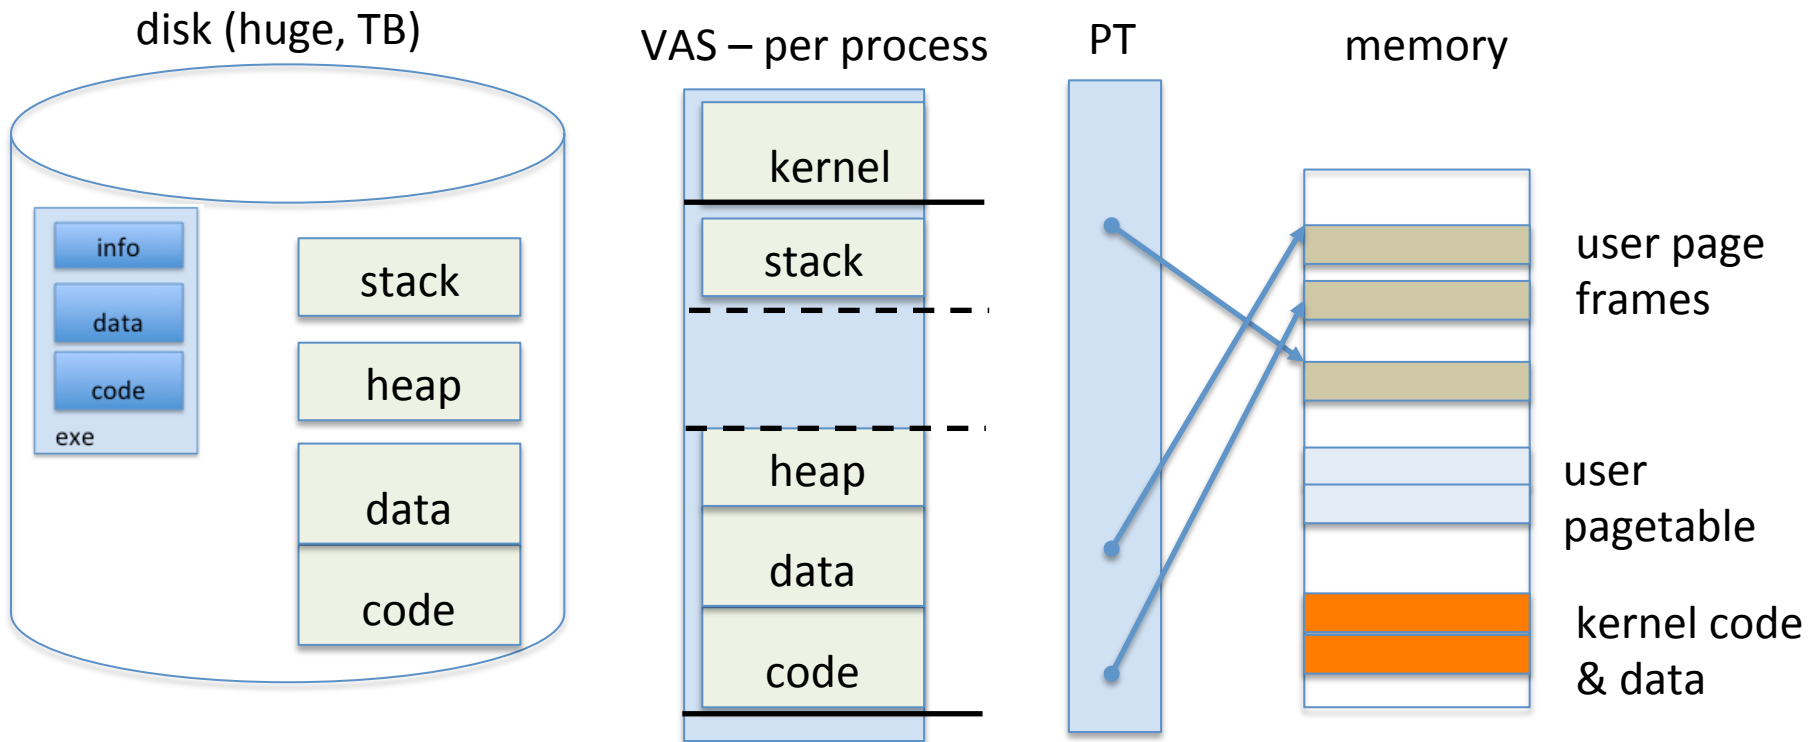 disk (huge, TB)
info
data
code
exe
stack
heap
data
code
VAS – per process
kernel
stack
heap
data
code
PT
memory
user page
frames
user
pagetable
kernel code
& data